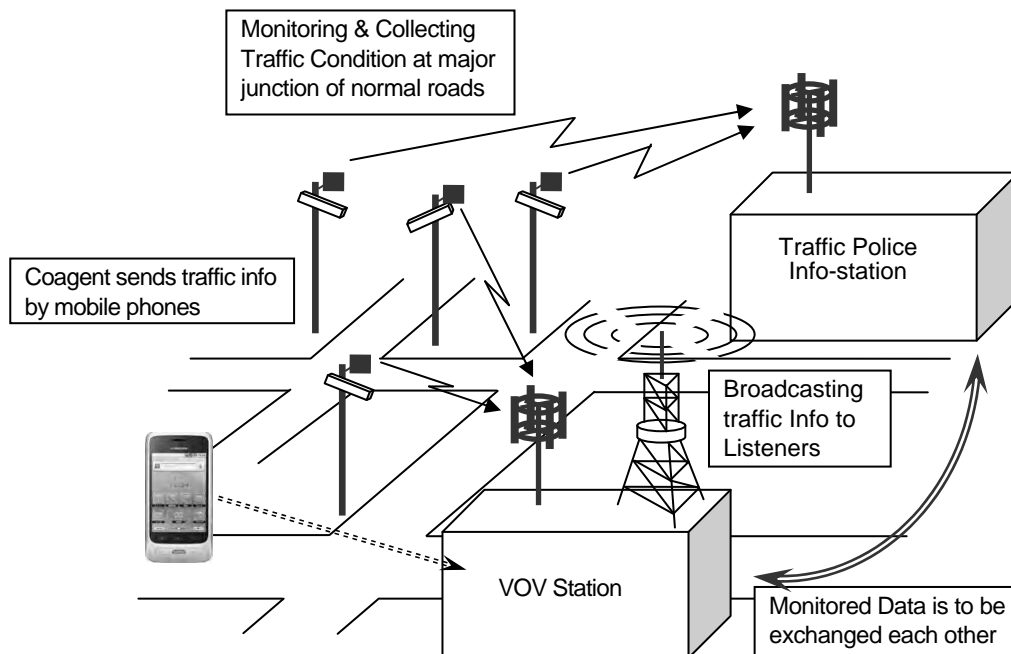 Monitoring & Collecting
Traffic Condition at major
junction of normal roads
Traffic Police
Info-station
Coagent sends traffic info
by mobile phones
Broadcasting
traffic Info to
Listeners
VOV Station
Monitored Data is to be
exchanged each other